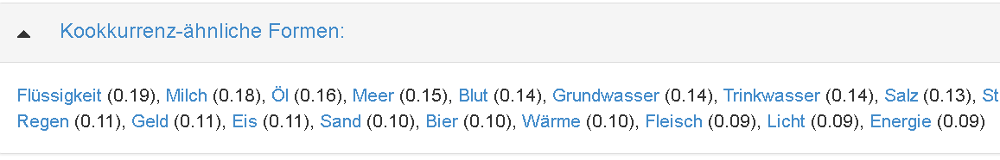 Kookkurrenz-ähnliche Formen:
Flüssigkeit (0.19), Milch (0.18), Öl (0.16), Meer (0.15), Blut (0.14), Grundwasser (0.14), Trinkwasser (0.14), Salz (0.13), St
Regen (0.11), Geld (0.11), Eis (0.11), Sand (0.10), Bier (0.10), Wärme (0.10), Fleisch (0.09), Licht (0.09), Energie (0.09)